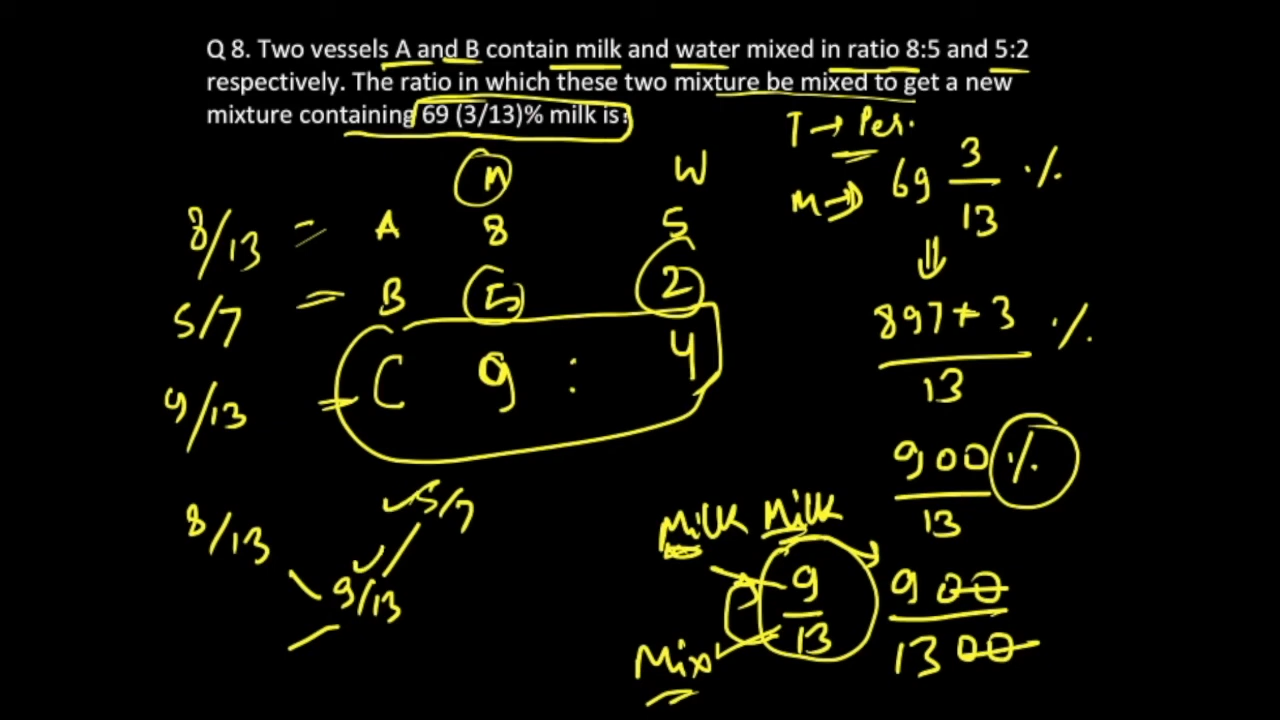 Q 8. Two vessels A and B contain milk and water mixed in ratio 8:5 and 5:2
respectively. The ratio in which these two mixture be mixed to get a new
mixture containing 69 (3/13)% milk is:
T → Per.
M → 69 3/13 %
M W
8/13 = A 8 5
5/7 = B 5 2
9/13 = C 9 : 4
897+3/13 %
900/13 %
8/13 5/7
9/13
Milk Milk
9/13 900/1300
Mix